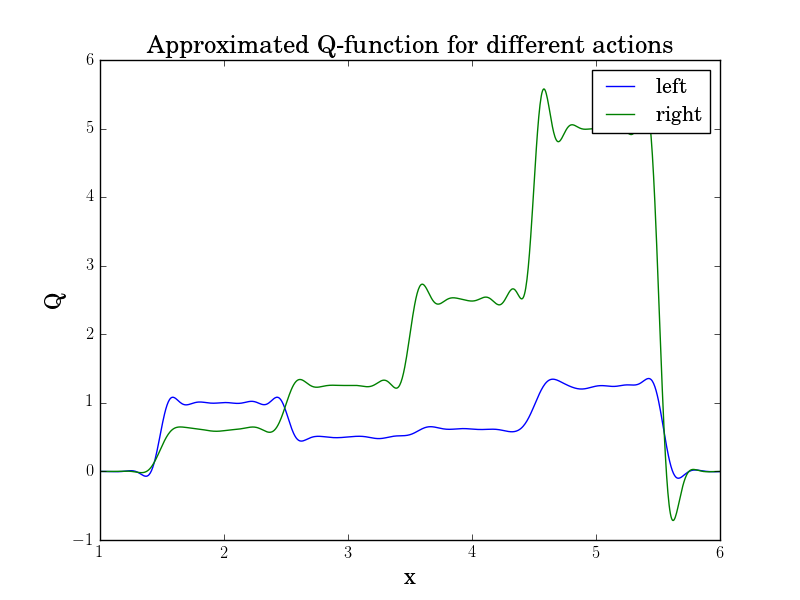 Approximated Q-function for different actions
left
right
6
5
4
3
2
1
0
−1
Q
1 2 3 4 5 6
x